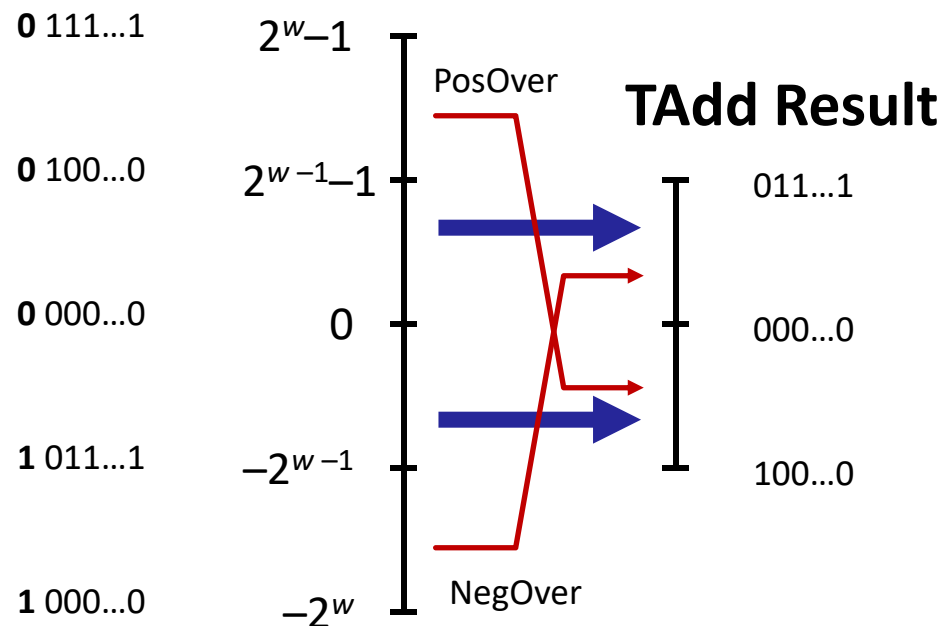 0 111…1
2ʷ–1
PosOver
TAdd Result
0 100…0
2ʷ ⁻¹–1
011…1
0 000…0
0
000…0
1 011…1
–2ʷ ⁻¹
100…0
NegOver
1 000…0
–2ʷ